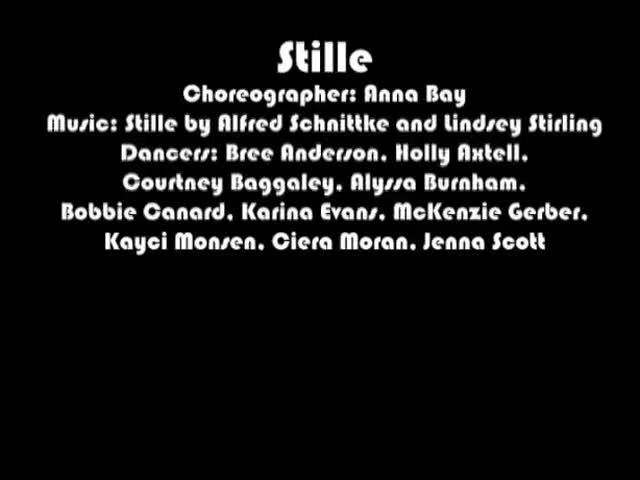 Stille
Choreographer: Anna Bay
Music: Stille by Alfred Schnittke and Lindsey Stirling
Dancers: Bree Anderson, Holly Axtell,
Courtney Baggaley, Alyssa Burnham,
Bobbie Canard, Karina Evans, McKenzie Gerber,
Kayci Monsen, Ciera Moran, Jenna Scott